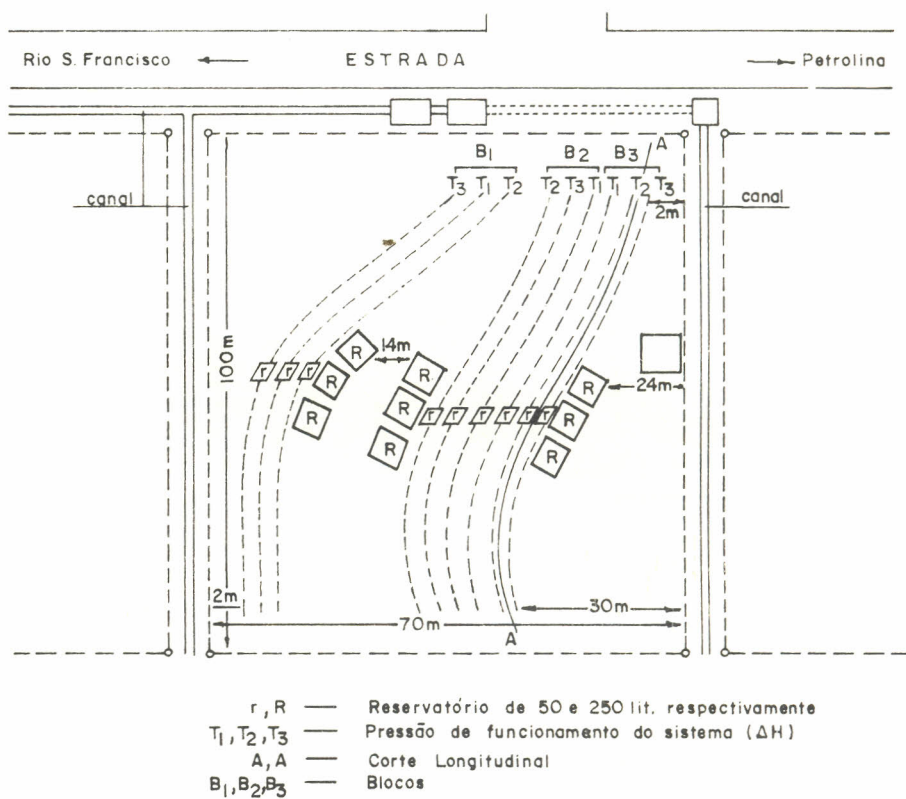 Rio S. Francisco ← ESTRADA → Petrolina
A
B1 B2 B3
T3 T1 T2 T2 T3 T1 T1 T2 T3
2m
canal canal
100m
14m
R R
r r r R R R 24m
R R r r r r r r R
R R
2m 30m
70m
A
r, R — Reservatório de 50 e 250 lit. respectivamente
T1, T2, T3 — Pressão de funcionamento do sistema (ΔH)
A, A — Corte Longitudinal
B1, B2, B3 — Blocos